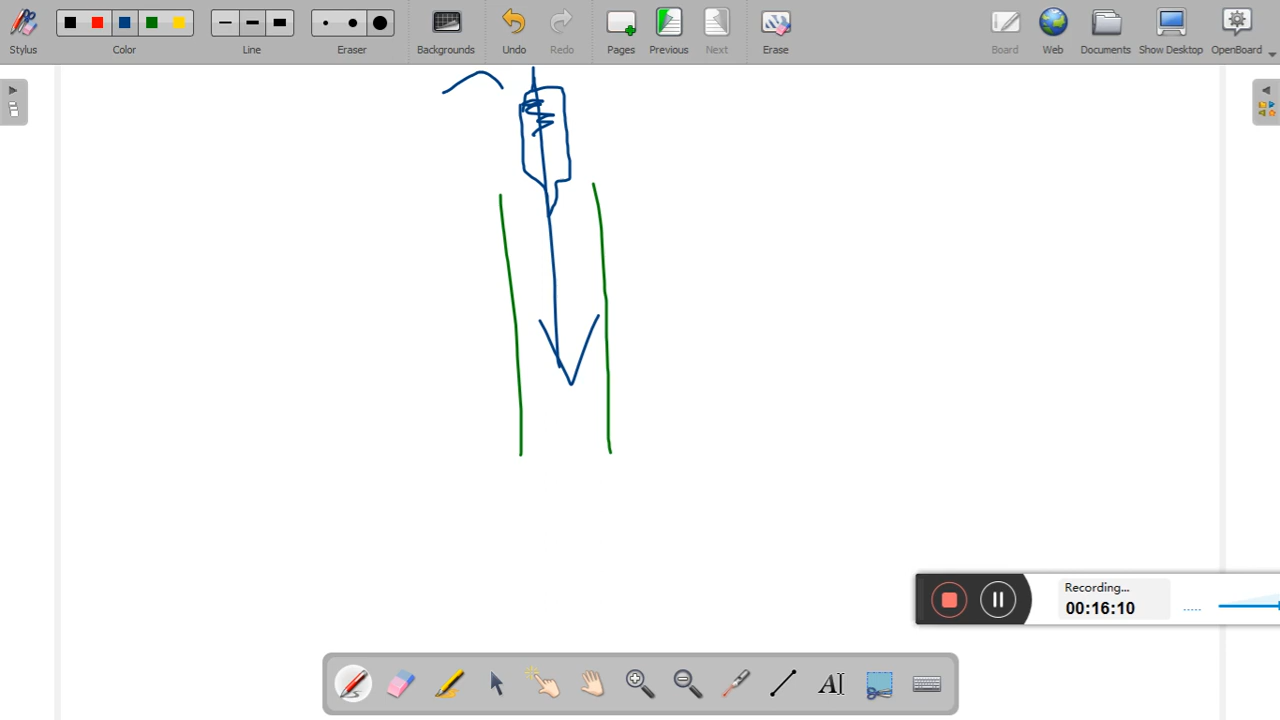 Stylus Color Line Eraser Backgrounds Undo Redo Pages Previous Next Erase Board Web Documents Show Desktop OpenBoard
Recording...
00:16:10
AI